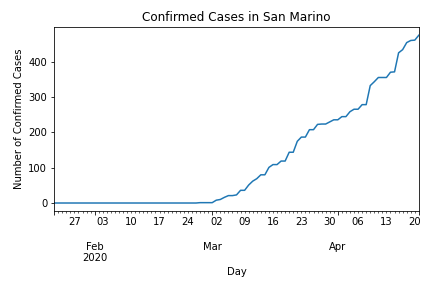 Confirmed Cases in San Marino
Number of Confirmed Cases
400
300
200
100
0
27 03 10 17 24 02 09 16 23 30 06 13 20
Feb Mar Apr
2020
Day